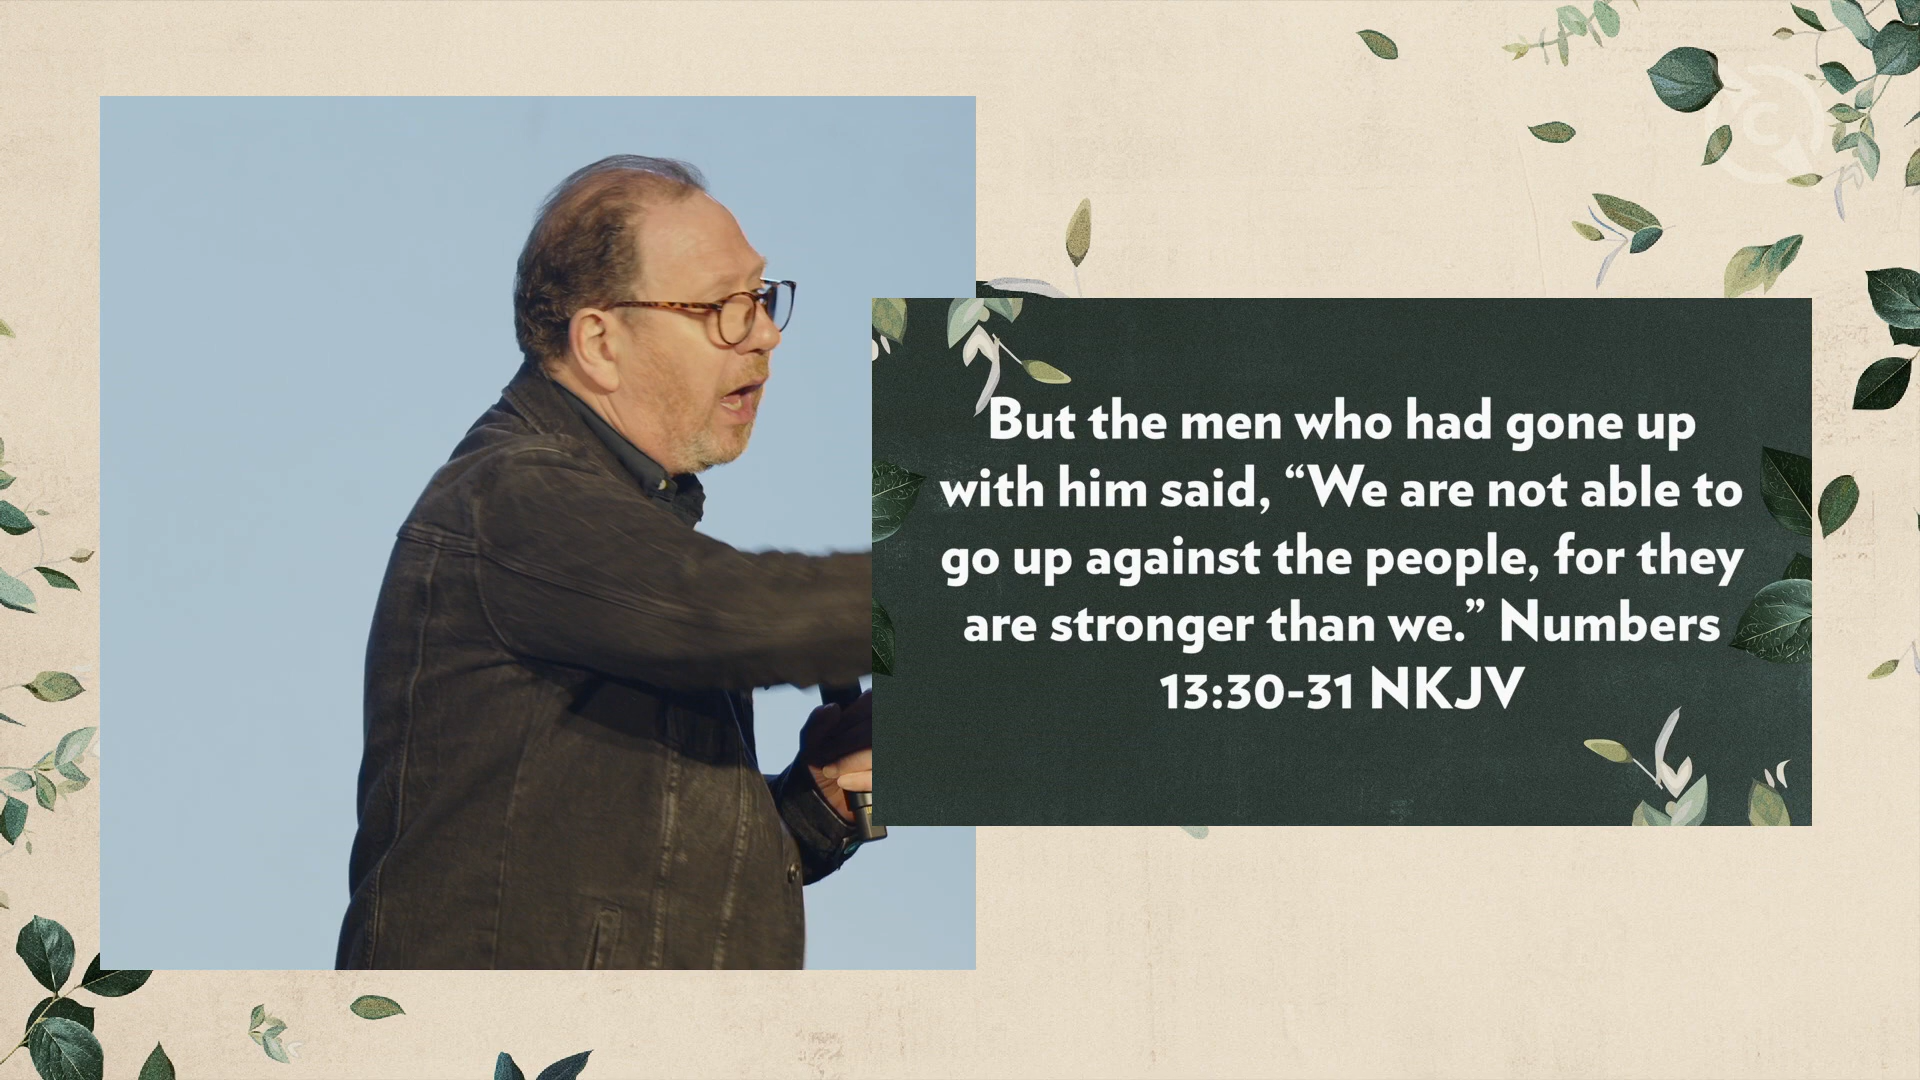 But the men who had gone up
with him said, “We are not able to
go up against the people, for they
are stronger than we.” Numbers
13:30-31 NKJV
C